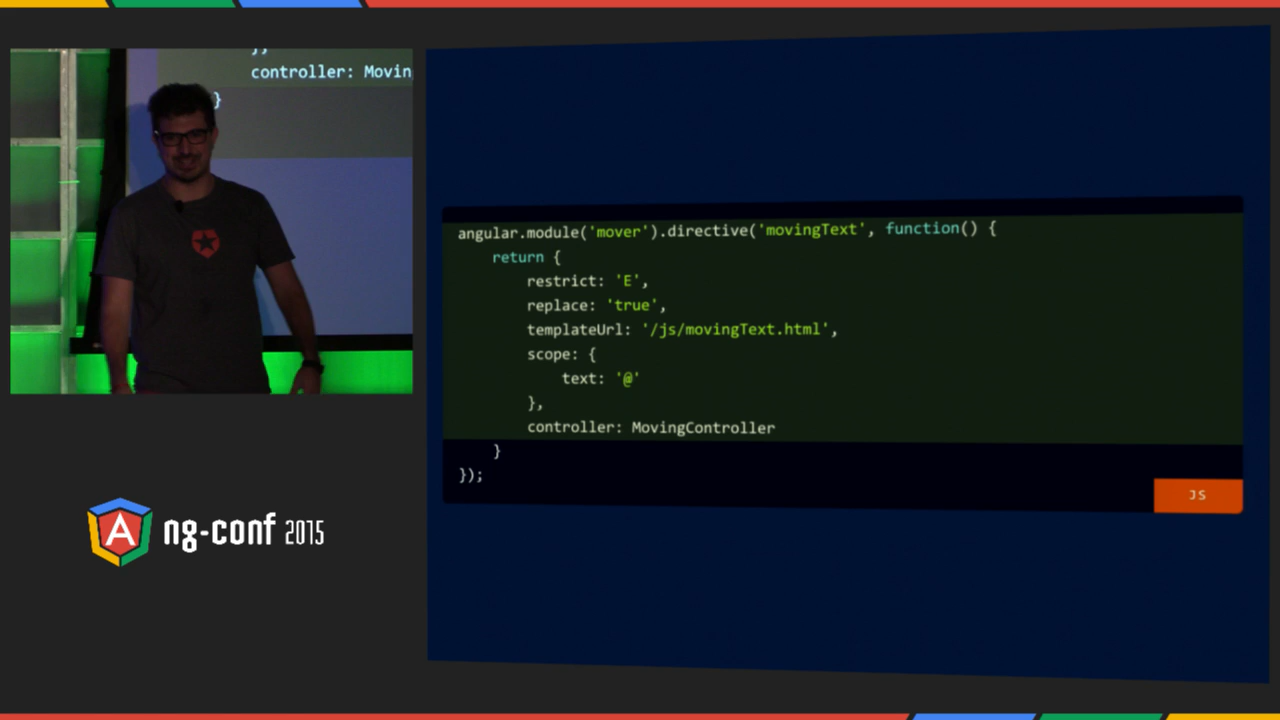 };
controller: Movin
}
angular.module('mover').directive('movingText', function() {
return {
restrict: 'E',
replace: 'true',
templateUrl: '/js/movingText.html',
scope: {
text: '@'
},
controller: MovingController
}
});
JS
A ng-conf 2015